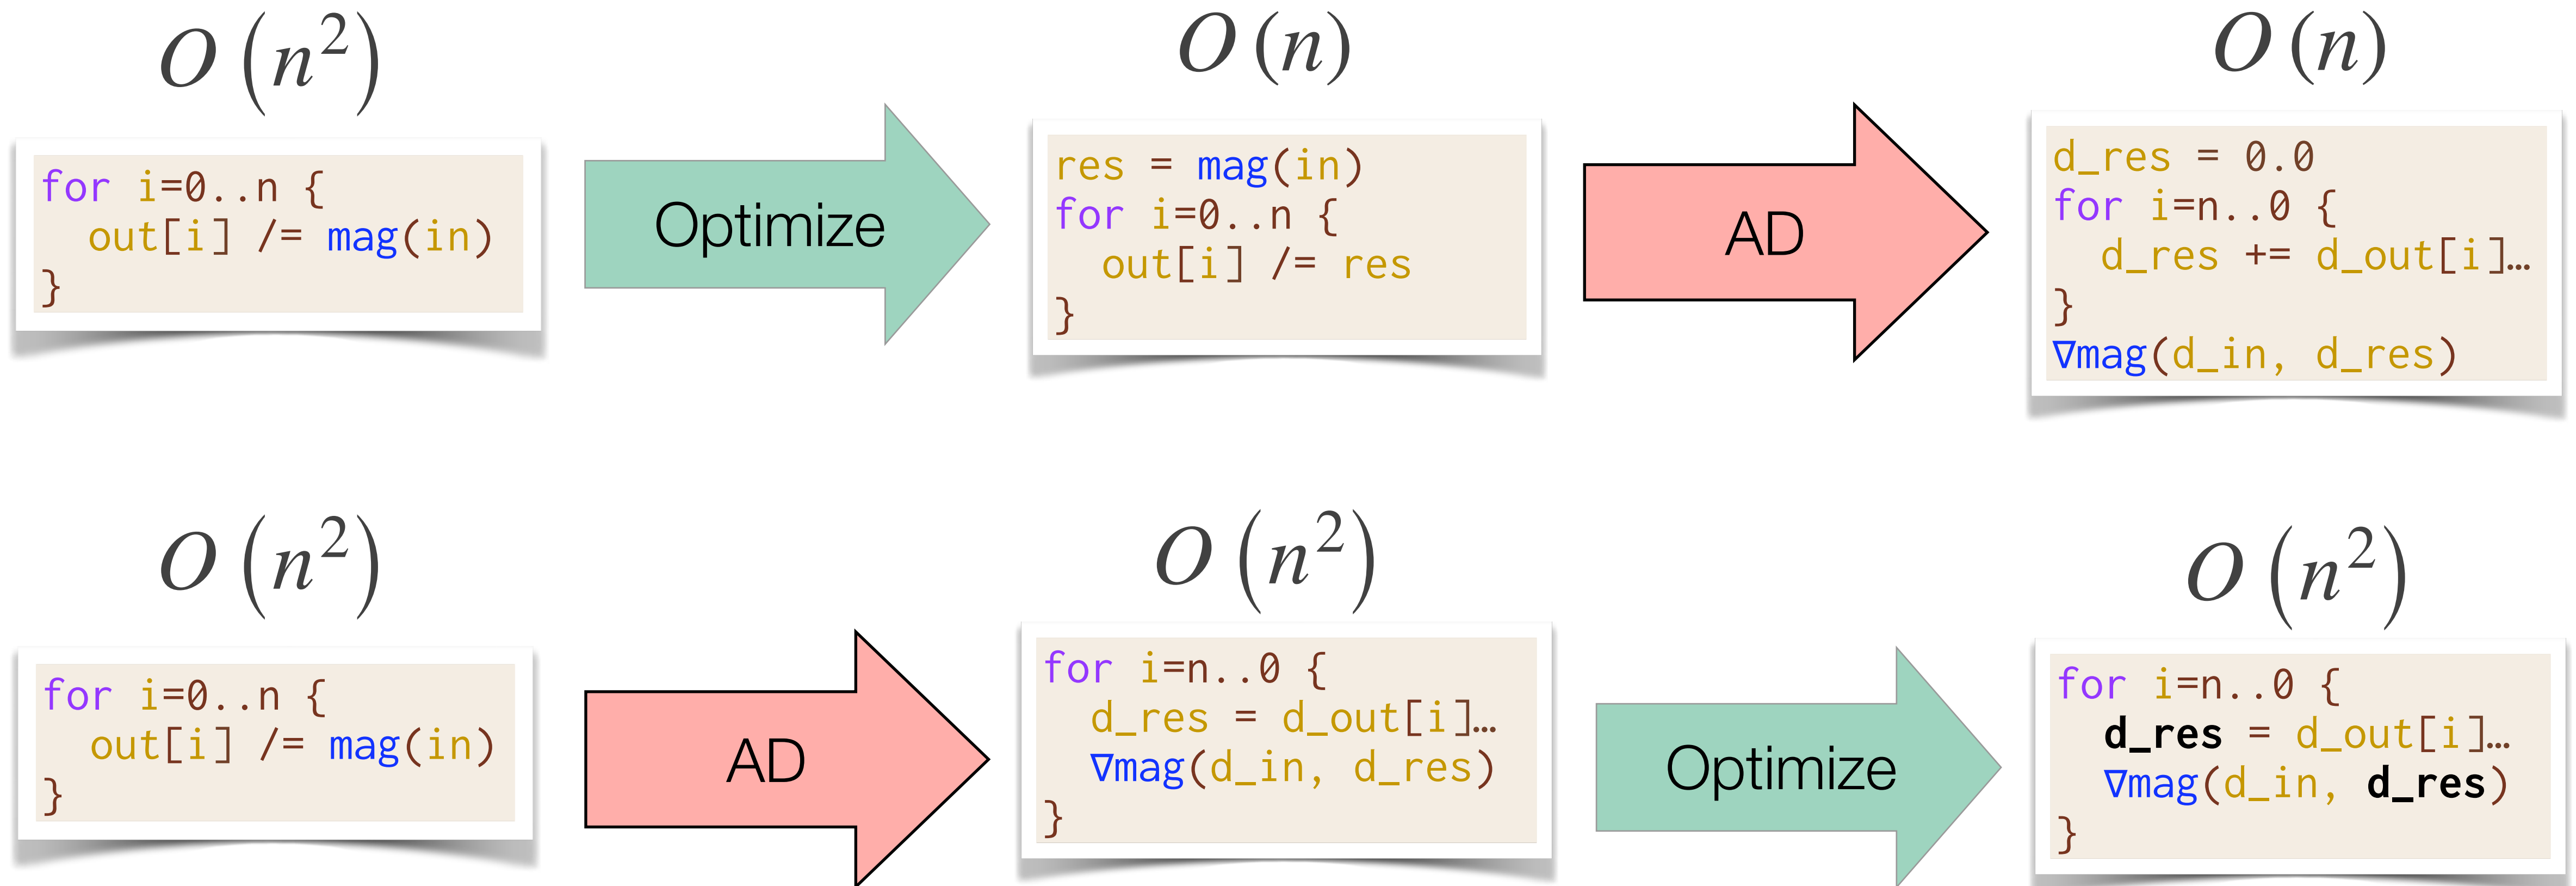 O (n²)
for i=0..n {
  out[i] /= mag(in)
}
Optimize
O (n)
res = mag(in)
for i=0..n {
  out[i] /= res
}
AD
O (n)
d_res = 0.0
for i=n..0 {
  d_res += d_out[i]…
}
∇mag(d_in, d_res)
O (n²)
for i=0..n {
  out[i] /= mag(in)
}
AD
O (n²)
for i=n..0 {
  d_res = d_out[i]…
  ∇mag(d_in, d_res)
}
Optimize
O (n²)
for i=n..0 {
  d_res = d_out[i]…
  ∇mag(d_in, d_res)
}